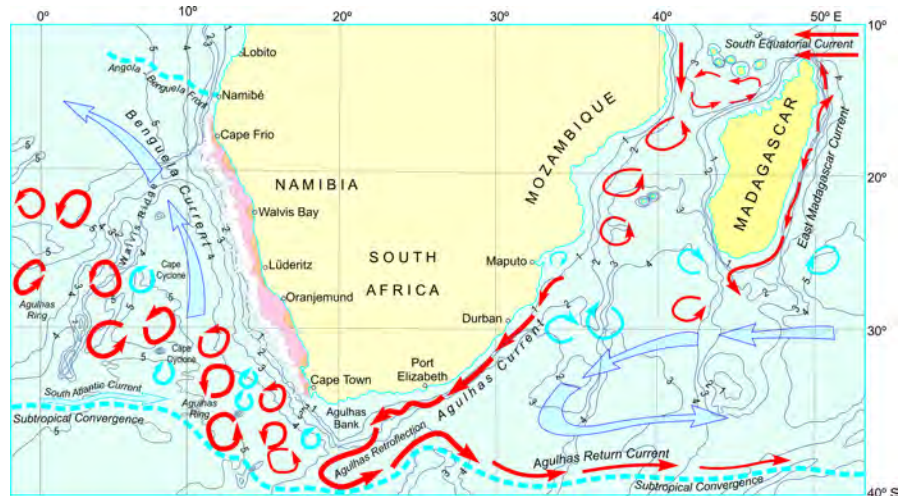 0°
10°
20°
30°
40°
50° E
10°
South Equatorial Current
Lobito
Angola - Benguela Front
Namibé
Cape Frio
Benguela Current
MOZAMBIQUE
MADAGASCAR
East Madagascar Current
NAMIBIA
20°
Walvis Ridge
Walvis Bay
SOUTH
AFRICA
Maputo
Lüderitz
Cape
Cyclone
Oranjemund
Agulhas
Ring
Durban
30°
Cape
Cyclone
Port
Elizabeth
Agulhas Current
Cape Town
South Atlantic Current
Agulhas
Ring
Agulhas
Bank
Subtropical Convergence
Agulhas Retroflection
Agulhas Return Current
Subtropical Convergence
40° S